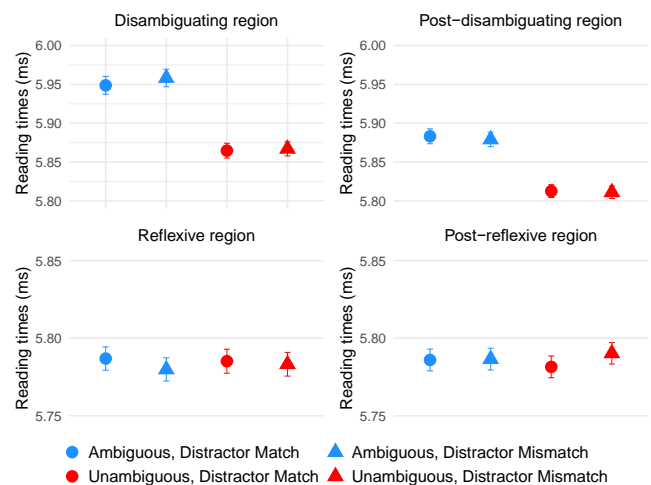 Disambiguating region
Post−disambiguating region
Reading times (ms)
6.00
5.95
5.90
5.85
5.80
Reading times (ms)
6.00
5.95
5.90
5.85
5.80
Reflexive region
Post−reflexive region
Reading times (ms)
5.85
5.80
5.75
Reading times (ms)
5.85
5.80
5.75
Ambiguous, Distractor Match
Ambiguous, Distractor Mismatch
Unambiguous, Distractor Match
Unambiguous, Distractor Mismatch